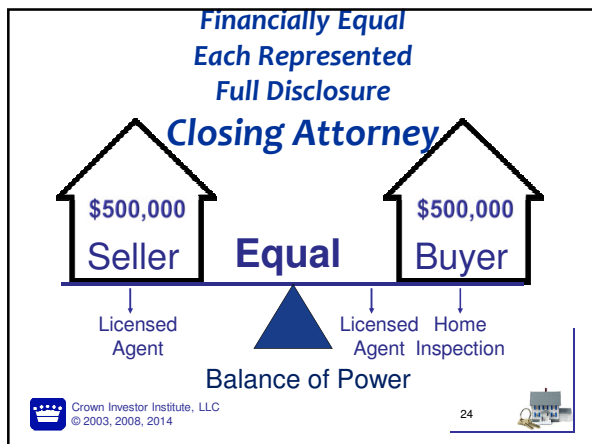 Financially Equal
Each Represented
Full Disclosure
Closing Attorney
$500,000
$500,000
Seller
Equal
Buyer
Licensed
Agent
Licensed
Agent
Home
Inspection
Balance of Power
Crown Investor Institute, LLC
© 2003, 2008, 2014
24